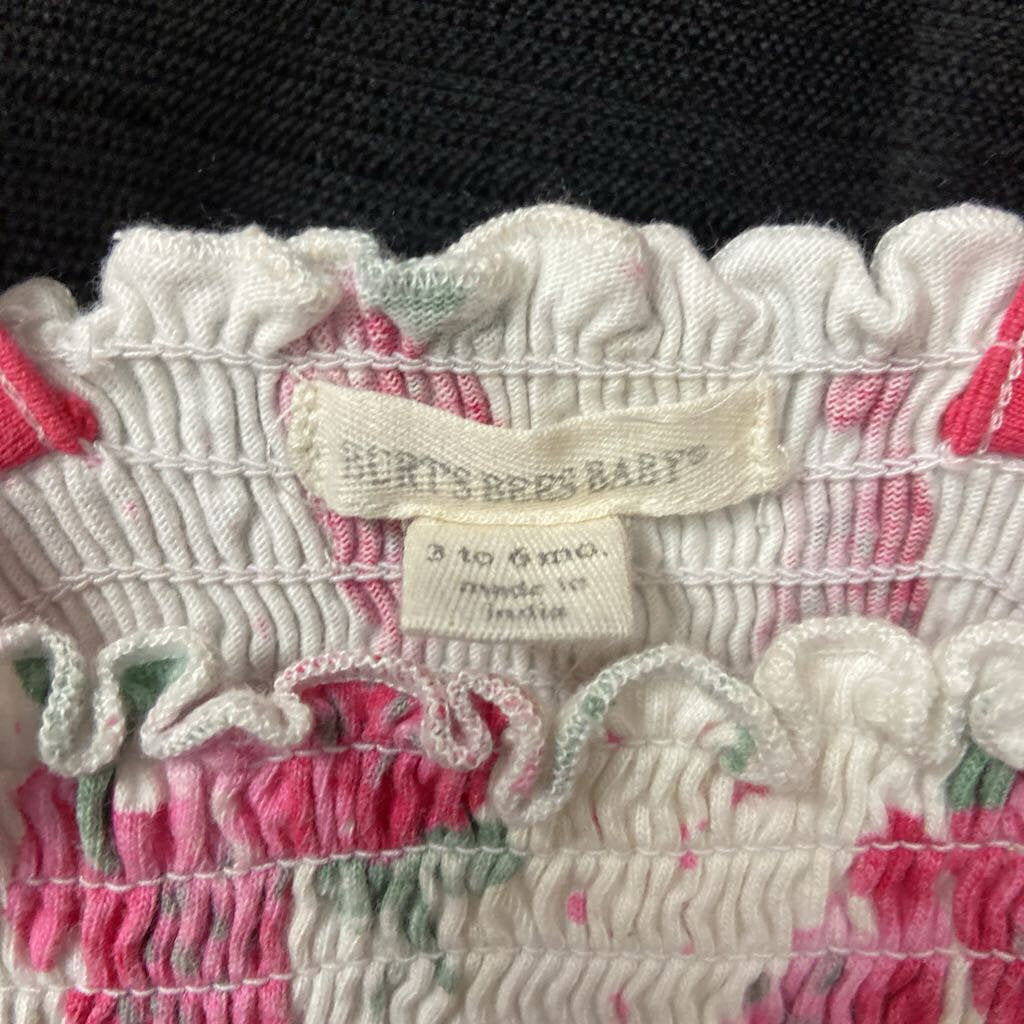 BURT'S BEES BABY®
3 to 6 mo.
made in
india